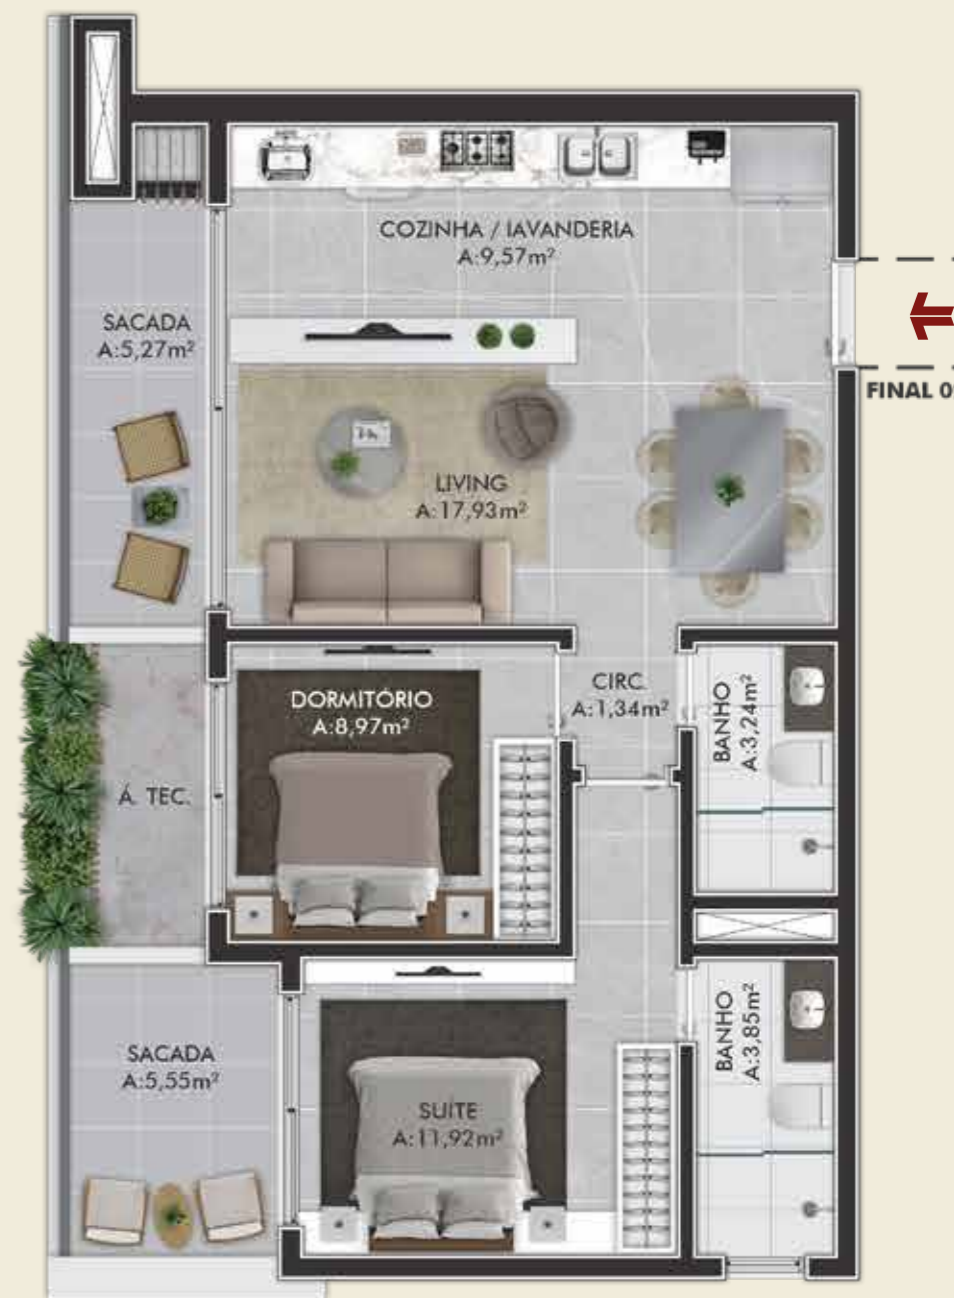 COZINHA / lAVANDERIA
A:9,57m²
SACADA
A:5,27m²
FINAL 0
LIVING
A:17,93m²
DORMITÓRIO
A:8,97m²
CIRC.
A:1,34m²
BANHO
A:3,24m²
Á. TEC.
SACADA
A:5,55m²
SUÍTE
A:11,92m²
BANHO
A:3,85m²